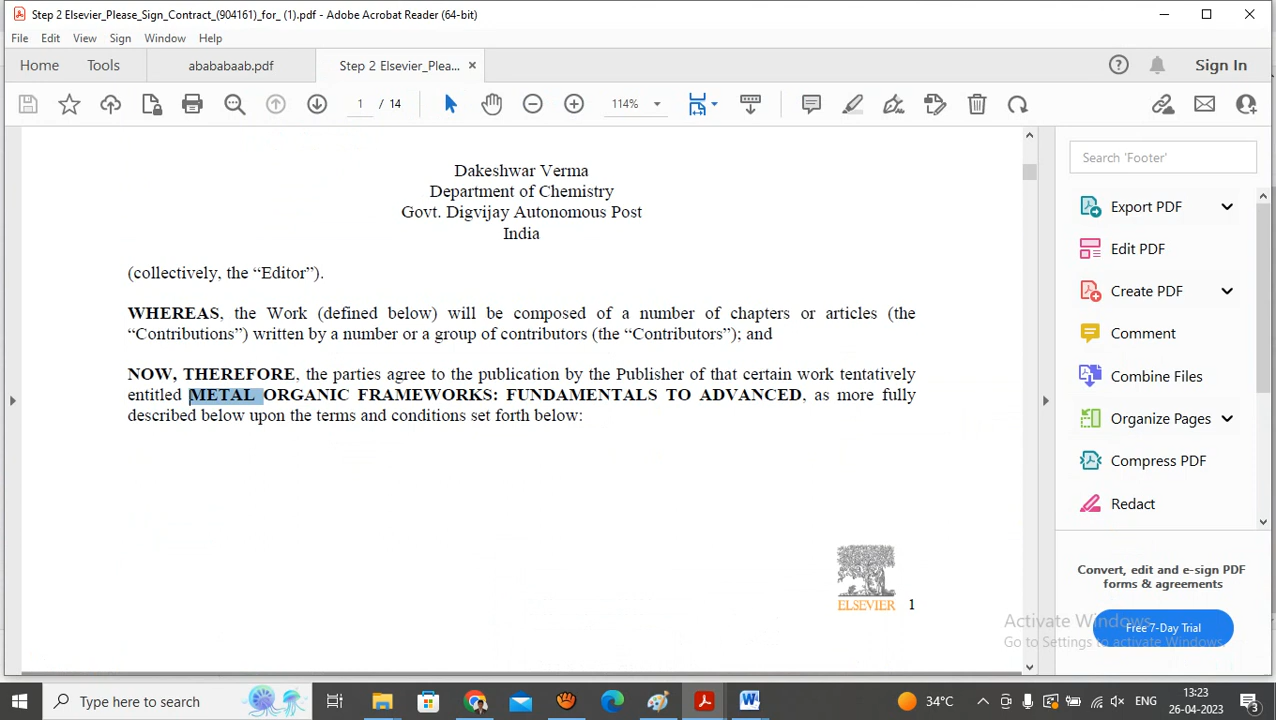 Step 2 Elsevier_Please_Sign_Contract_(904161)_for_ (1).pdf - Adobe Acrobat Reader (64-bit)
File Edit View Sign Window Help
Home Tools abababaab.pdf Step 2 Elsevier_Plea... × Sign In
1 / 14 114%
Dakeshwar Verma
Department of Chemistry
Govt. Digvijay Autonomous Post
India
(collectively, the “Editor”).
WHEREAS, the Work (defined below) will be composed of a number of chapters or articles (the
“Contributions”) written by a number or a group of contributors (the “Contributors”); and
NOW, THEREFORE, the parties agree to the publication by the Publisher of that certain work tentatively
entitled METAL ORGANIC FRAMEWORKS: FUNDAMENTALS TO ADVANCED, as more fully
described below upon the terms and conditions set forth below:
ELSEVIER 1
Search 'Footer'
Export PDF
Edit PDF
Create PDF
Comment
Combine Files
Organize Pages
Compress PDF
Redact
Convert, edit and e-sign PDF
forms & agreements
Free 7-Day Trial
Activate Windows
Go to Settings to activate Windows.
Type here to search
34°C ENG 13:23
26-04-2023 3